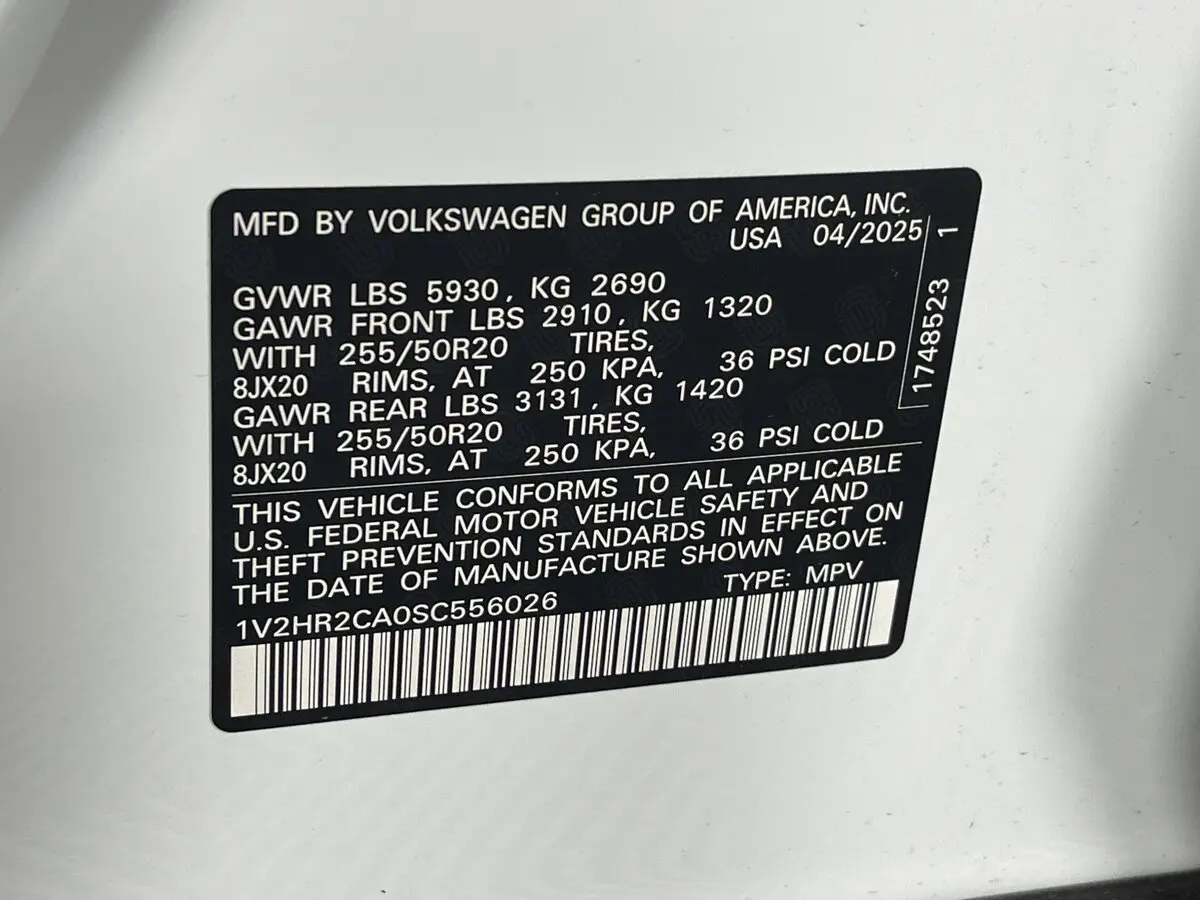 MFD BY VOLKSWAGEN GROUP OF AMERICA, INC.
USA 04/2025
GVWR LBS 5930, KG 2690
GAWR FRONT LBS 2910, KG 1320
WITH 255/50R20 TIRES,
8JX20 RIMS, AT 250 KPA, 36 PSI COLD
GAWR REAR LBS 3131, KG 1420
WITH 255/50R20 TIRES,
8JX20 RIMS, AT 250 KPA, 36 PSI COLD
1748523 1
THIS VEHICLE CONFORMS TO ALL APPLICABLE
U.S. FEDERAL MOTOR VEHICLE SAFETY AND
THEFT PREVENTION STANDARDS IN EFFECT ON
THE DATE OF MANUFACTURE SHOWN ABOVE.
TYPE: MPV
1V2HR2CA0SC556026